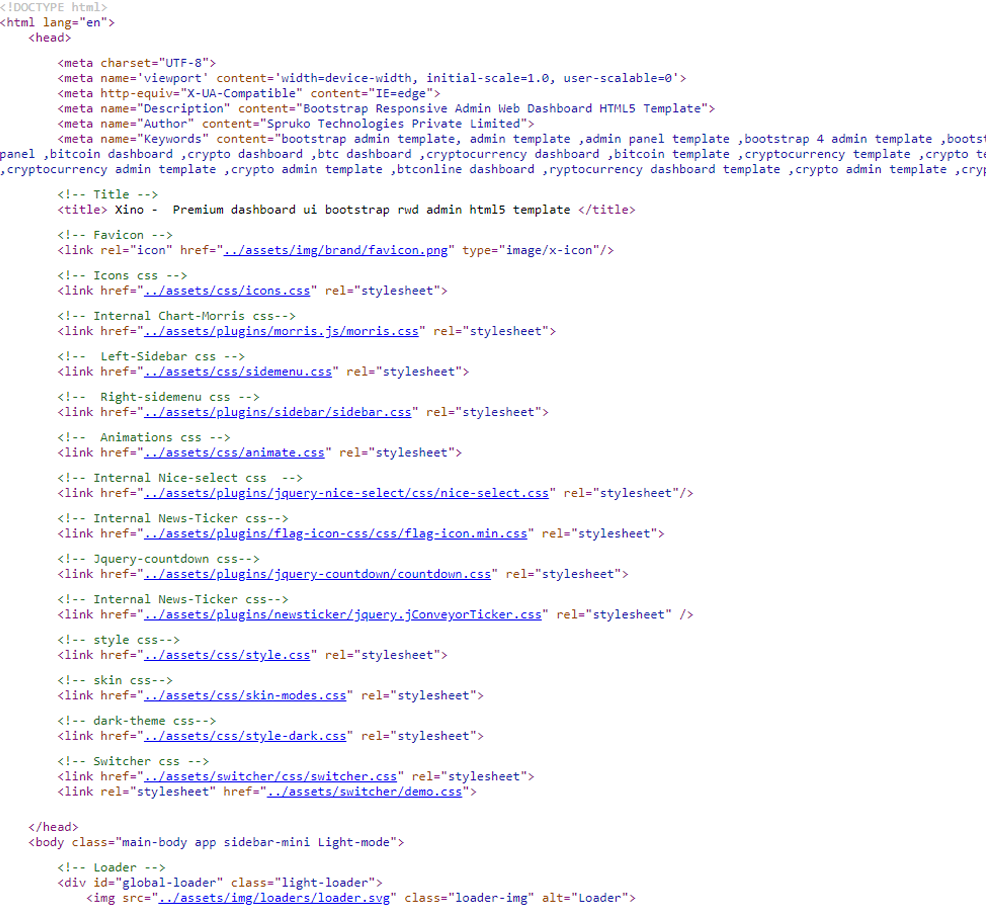 <!DOCTYPE html>
<html lang="en">
<head>
<meta charset="UTF-8">
<meta name='viewport' content='width=device-width, initial-scale=1.0, user-scalable=0'>
<meta http-equiv="X-UA-Compatible" content="IE=edge">
<meta name="Description" content="Bootstrap Responsive Admin Web Dashboard HTML5 Template">
<meta name="Author" content="Spruko Technologies Private Limited">
<meta name="Keywords" content="bootstrap admin template, admin template ,admin panel template ,bootstrap 4 admin template ,boots
panel ,bitcoin dashboard ,crypto dashboard ,btc dashboard ,cryptocurrency dashboard ,bitcoin template ,cryptocurrency template ,crypto te
,cryptocurrency admin template ,crypto admin template ,btconline dashboard ,ryptocurrency dashboard template ,crypto admin template ,cryp
<!-- Title -->
<title> Xino -  Premium dashboard ui bootstrap rwd admin html5 template </title>
<!-- Favicon -->
<link rel="icon" href="../assets/img/brand/favicon.png" type="image/x-icon"/>
<!-- Icons css -->
<link href="../assets/css/icons.css" rel="stylesheet">
<!-- Internal Chart-Morris css-->
<link href="../assets/plugins/morris.js/morris.css" rel="stylesheet">
<!--  Left-Sidebar css -->
<link href="../assets/css/sidemenu.css" rel="stylesheet">
<!--  Right-sidemenu css -->
<link href="../assets/plugins/sidebar/sidebar.css" rel="stylesheet">
<!--  Animations css -->
<link href="../assets/css/animate.css" rel="stylesheet">
<!-- Internal Nice-select css  -->
<link href="../assets/plugins/jquery-nice-select/css/nice-select.css" rel="stylesheet"/>
<!-- Internal News-Ticker css-->
<link href="../assets/plugins/flag-icon-css/css/flag-icon.min.css" rel="stylesheet">
<!-- Jquery-countdown css-->
<link href="../assets/plugins/jquery-countdown/countdown.css" rel="stylesheet">
<!-- Internal News-Ticker css-->
<link href="../assets/plugins/newsticker/jquery.jConveyorTicker.css" rel="stylesheet" />
<!-- style css-->
<link href="../assets/css/style.css" rel="stylesheet">
<!-- skin css-->
<link href="../assets/css/skin-modes.css" rel="stylesheet">
<!-- dark-theme css-->
<link href="../assets/css/style-dark.css" rel="stylesheet">
<!-- Switcher css -->
<link href="../assets/switcher/css/switcher.css" rel="stylesheet">
<link rel="stylesheet" href="../assets/switcher/demo.css">
</head>
<body class="main-body app sidebar-mini Light-mode">
<!-- Loader -->
<div id="global-loader" class="light-loader">
<img src="../assets/img/loaders/loader.svg" class="loader-img" alt="Loader">